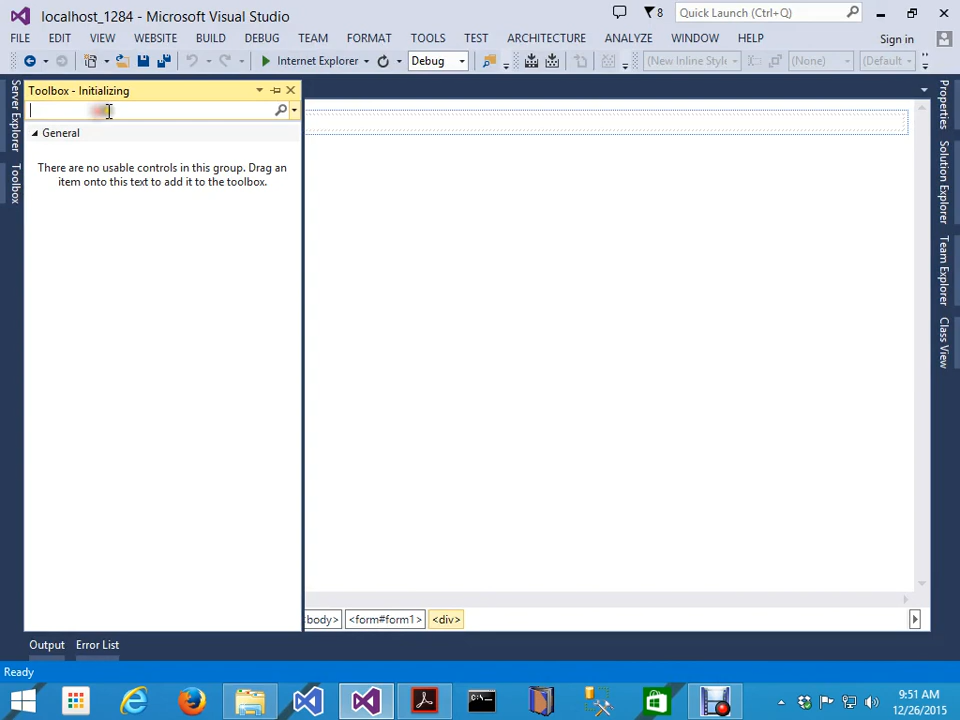 localhost_1284 - Microsoft Visual Studio
8
Quick Launch (Ctrl+Q)
FILE EDIT VIEW WEBSITE BUILD DEBUG TEAM FORMAT TOOLS TEST ARCHITECTURE ANALYZE WINDOW HELP Sign in
Internet Explorer Debug (New Inline Style (None) (Default
Toolbox - Initializing
General
There are no usable controls in this group. Drag an
item onto this text to add it to the toolbox.
Server Explorer
Toolbox
Properties
Solution Explorer
Team Explorer
Class View
body> <form#form1> <div>
Output Error List
Ready
9:51 AM
12/26/2015